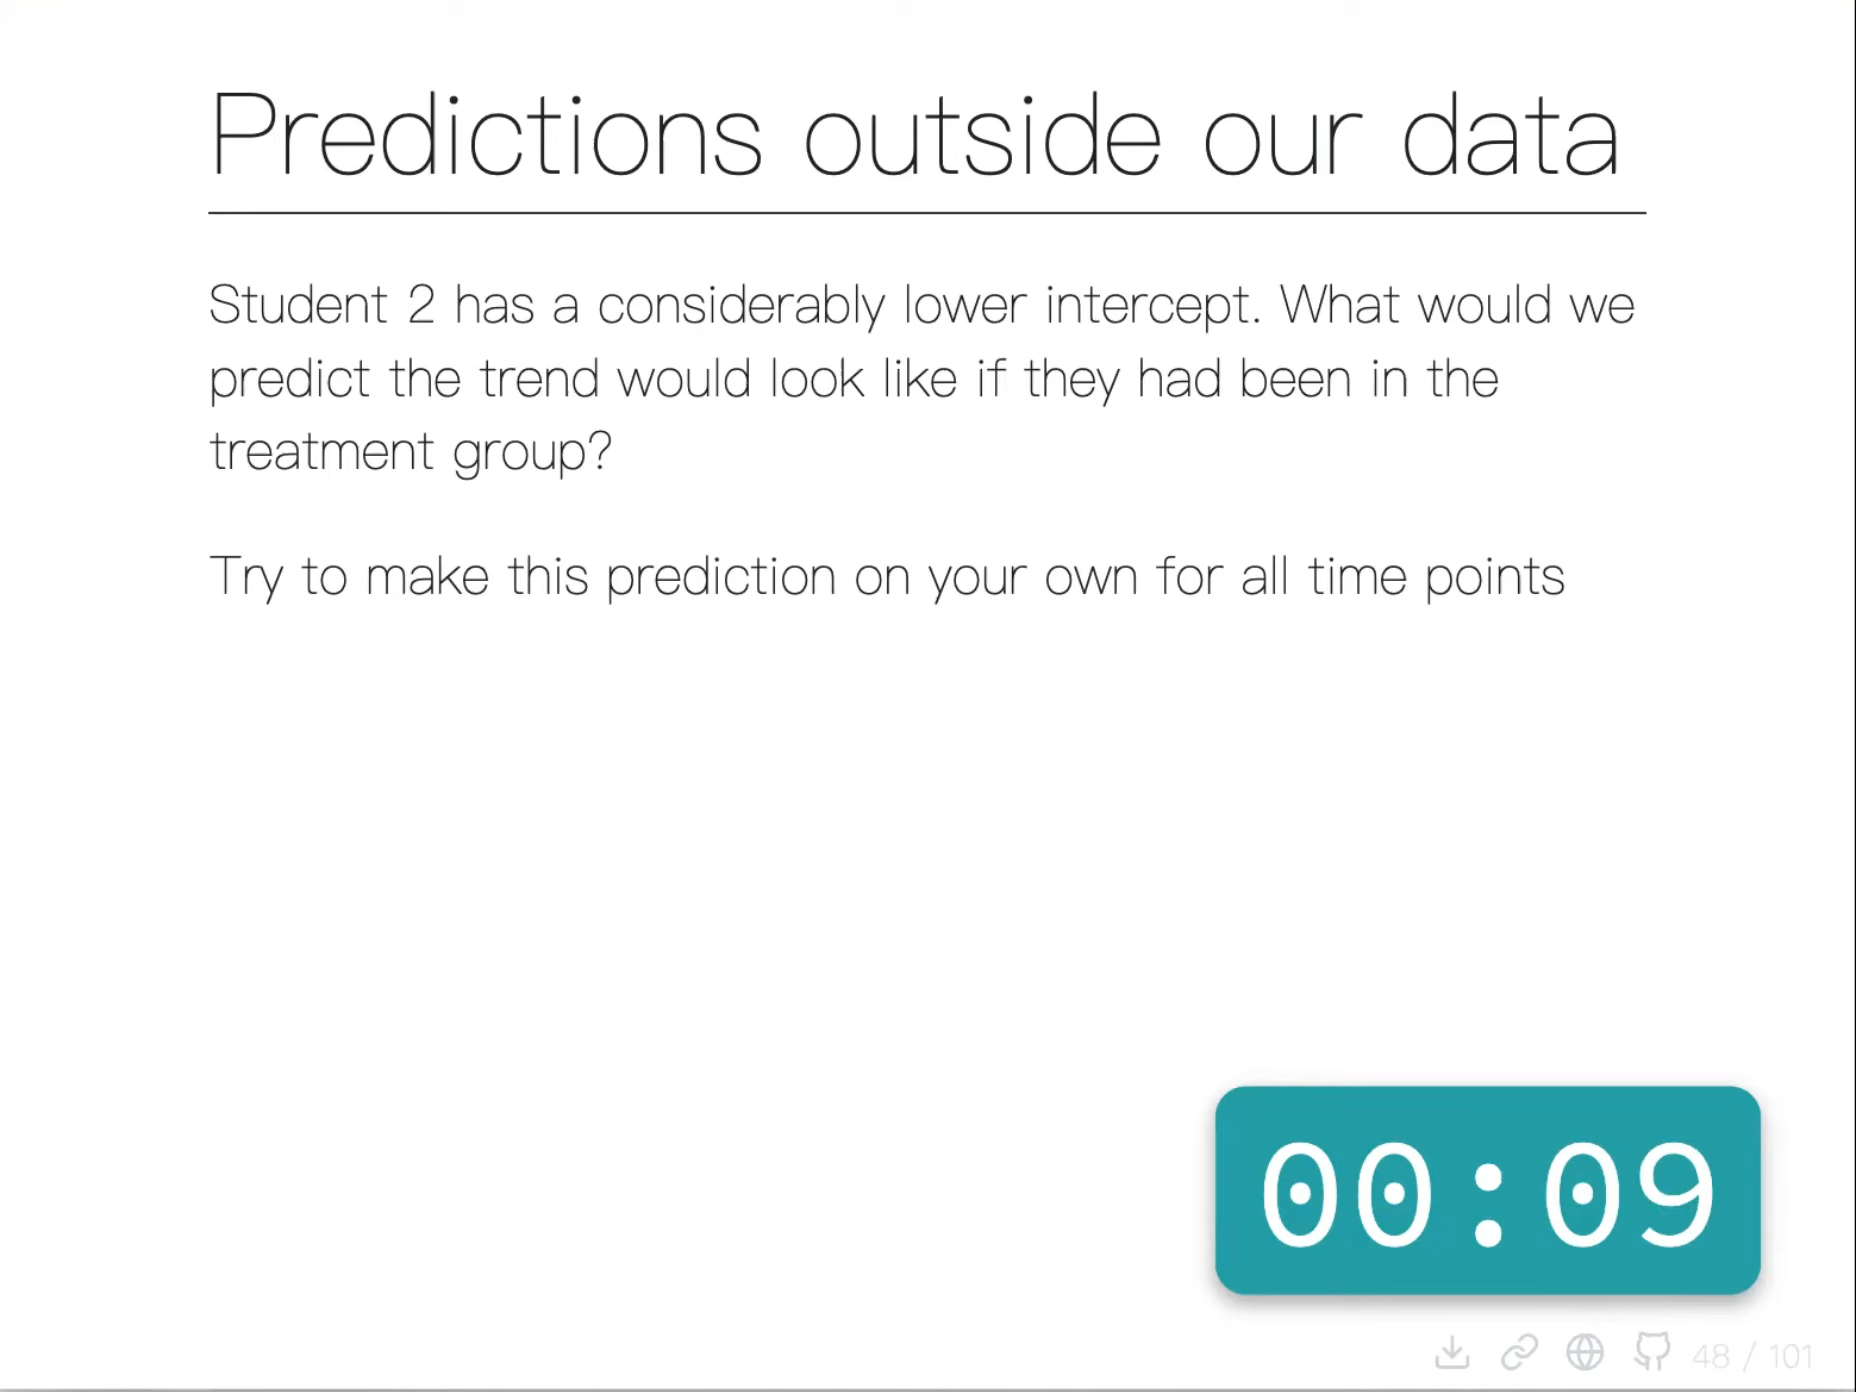 Predictions outside our data
Student 2 has a considerably lower intercept. What would we
predict the trend would look like if they had been in the
treatment group?
Try to make this prediction on your own for all time points
00:09
48 / 101